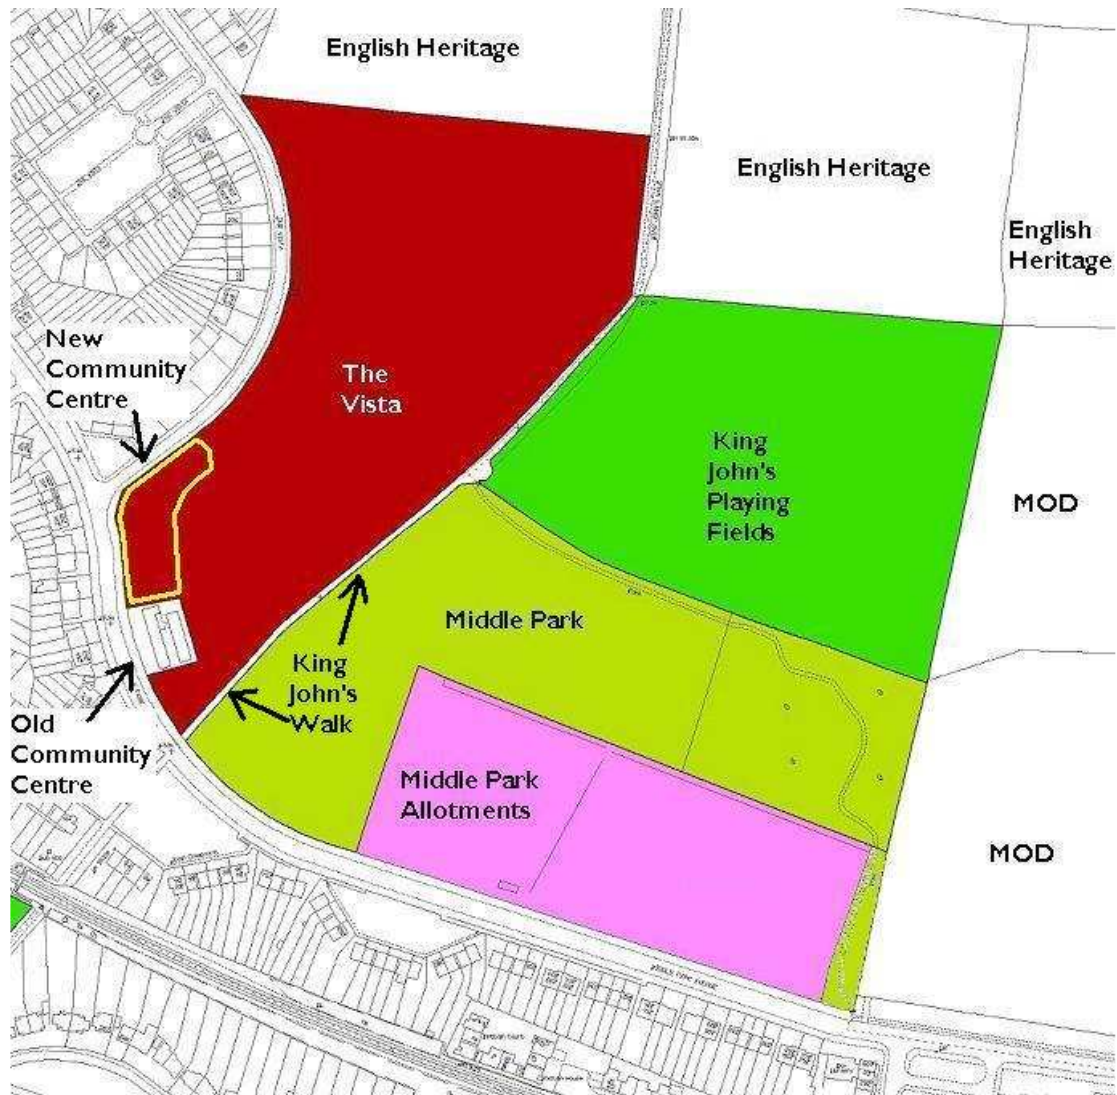 English Heritage
English Heritage
English
Heritage
New
Community
Centre
The
Vista
King
John's
Playing
Fields
MOD
Middle Park
King
John's
Walk
Old
Community
Centre
Middle Park
Allotments
MOD